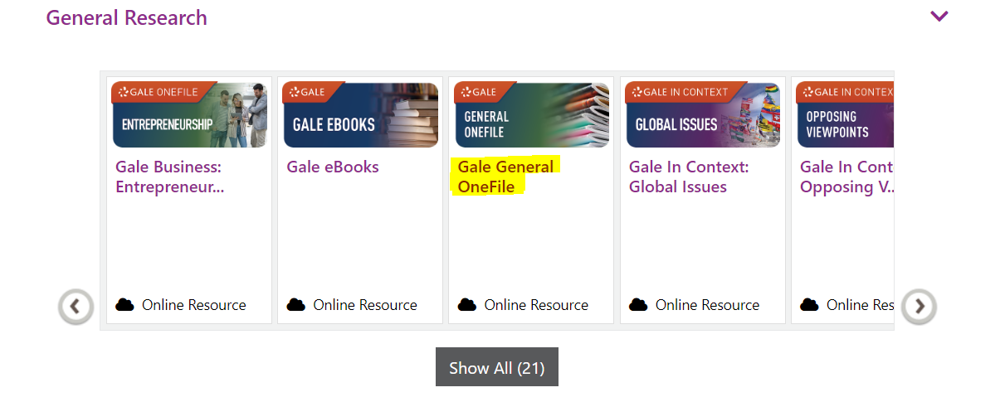 General Research
GALE ONEFILE
ENTREPRENEURSHIP
Gale Business:
Entrepreneur...
Online Resource
GALE
GALE EBOOKS
Gale eBooks
Online Resource
GALE
GENERAL
ONEFILE
Gale General
OneFile
Online Resource
GALE IN CONTEXT
GLOBAL ISSUES
Gale In Context:
Global Issues
Online Resource
GALE IN CONTEX
OPPOSING
VIEWPOINTS
Gale In Cont
Opposing V..
Online Res
Show All (21)